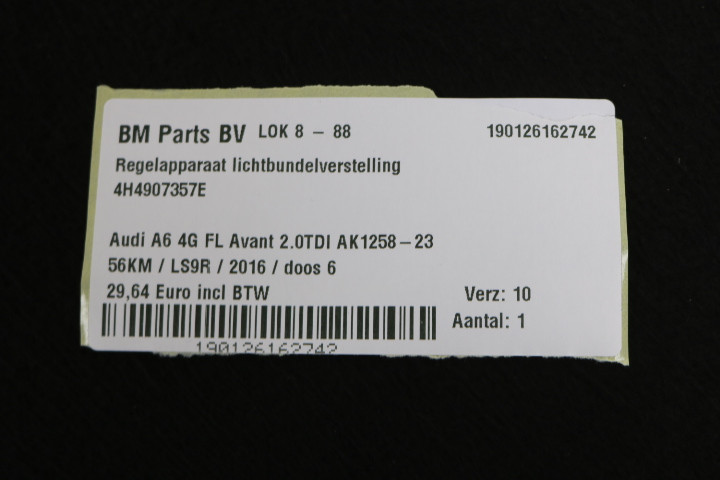 BM Parts BV LOK 8 - 88 190126162742
Regelapparaat lichtbundelverstelling
4H4907357E
Audi A6 4G FL Avant 2.0TDI AK1258-23
56KM / LS9R / 2016 / doos 6
29,64 Euro incl BTW Verz: 10
Aantal: 1
190126162742